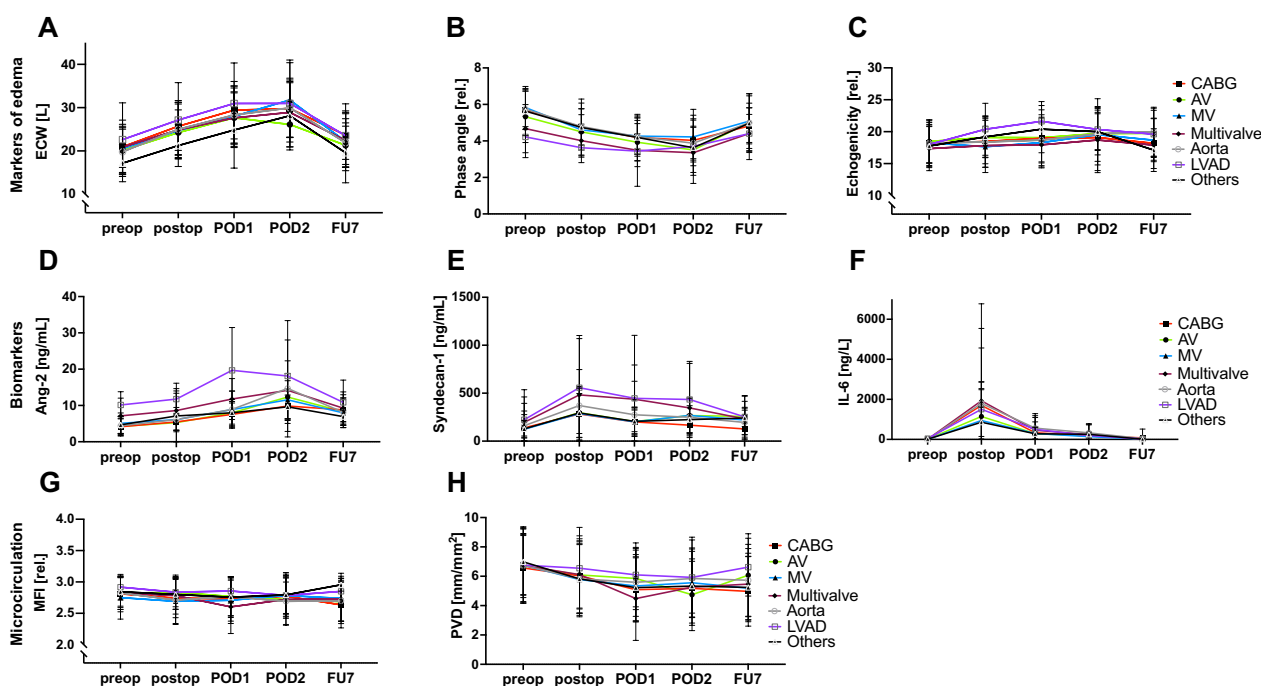 A
B
C
Markers of edema
ECW [L]
40
30
20
10
preop postop POD1 POD2 FU7
Phase angle [rel.]
8
6
4
2
0
preop postop POD1 POD2 FU7
Echogenicity [rel.]
30
25
20
15
10
preop postop POD1 POD2 FU7
CABG
AV
MV
Multivalve
Aorta
LVAD
Others
D
E
F
Biomarkers
Ang-2 [ng/mL]
40
30
20
10
0
preop postop POD1 POD2 FU7
Syndecan-1 [ng/mL]
1500
1000
500
0
preop postop POD1 POD2 FU7
IL-6 [ng/L]
6000
4000
2000
0
preop postop POD1 POD2 FU7
CABG
AV
MV
Multivalve
Aorta
LVAD
Others
G
H
Microcirculation
MFI [rel.]
4.0
3.5
3.0
2.5
2.0
preop postop POD1 POD2 FU7
PVD [mm/mm²]
10
8
6
4
2
0
preop postop POD1 POD2 FU7
CABG
AV
MV
Multivalve
Aorta
LVAD
Others